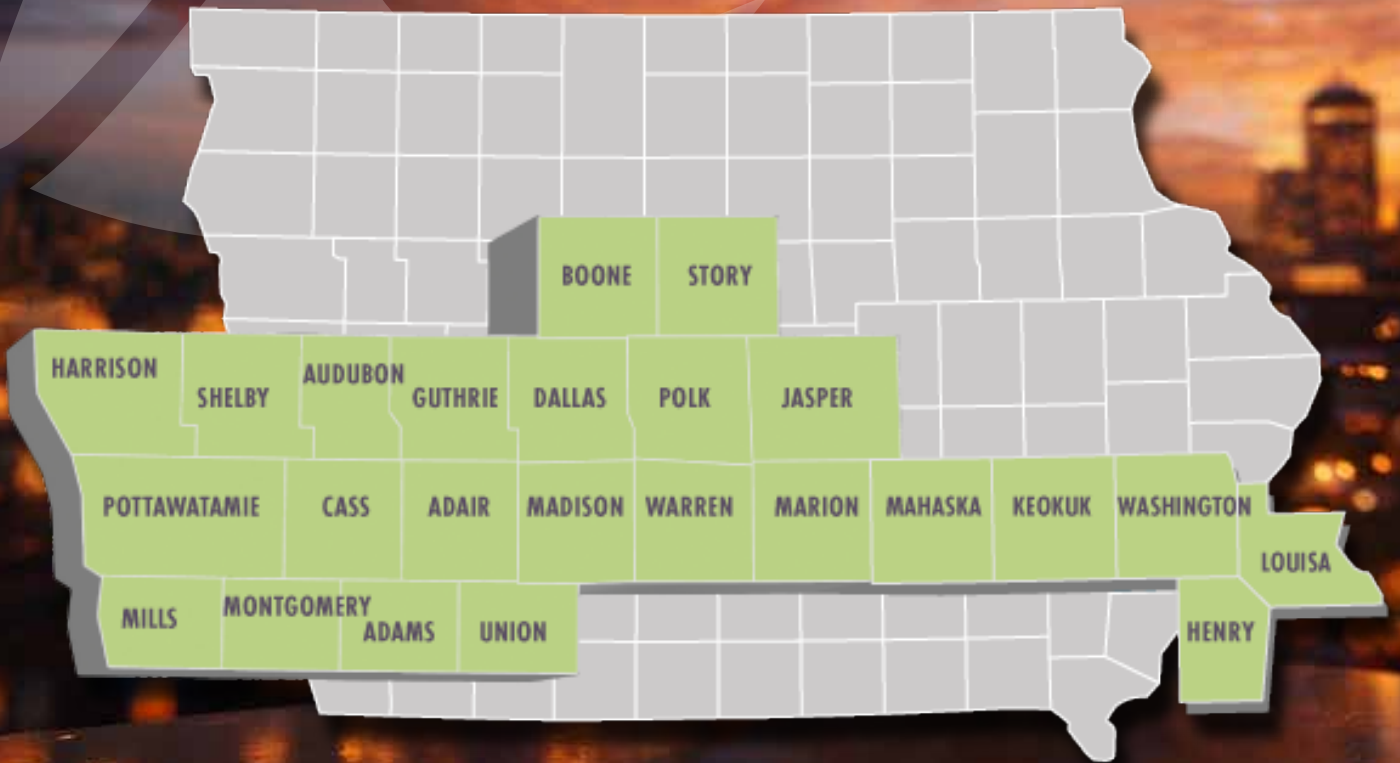 BOONE
STORY
HARRISON
SHELBY
AUDUBON
GUTHRIE
DALLAS
POLK
JASPER
POTTAWATAMIE
CASS
ADAIR
MADISON
WARREN
MARION
MAHASKA
KEOKUK
WASHINGTON
LOUISA
MILLS
MONTGOMERY
ADAMS
UNION
HENRY